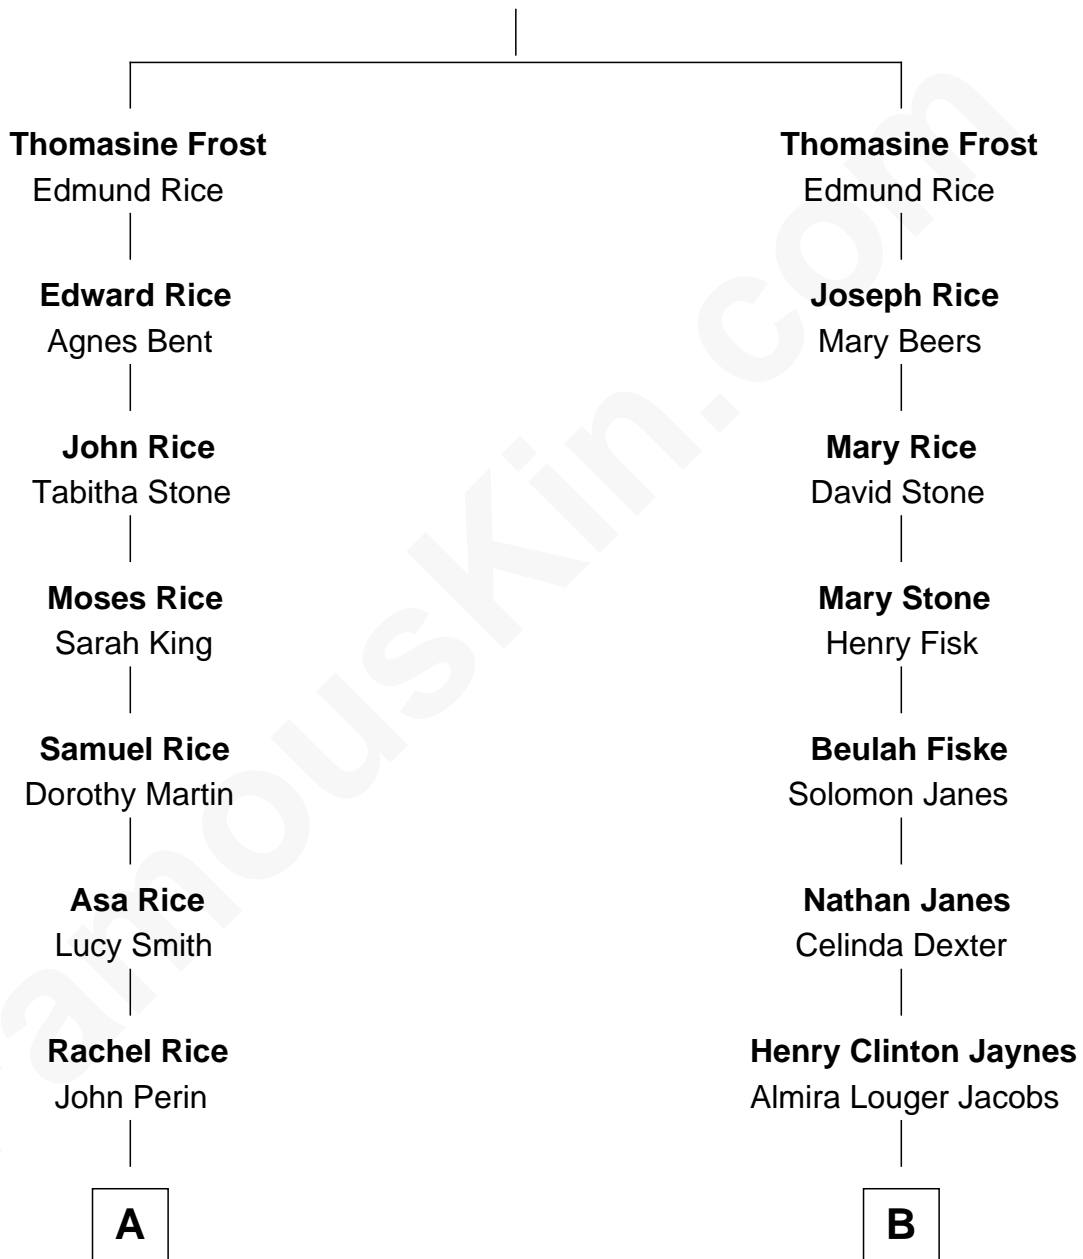 Thomasine Frost
Edmund Rice
Edward Rice
Agnes Bent
John Rice
Tabitha Stone
Moses Rice
Sarah King
Samuel Rice
Dorothy Martin
Asa Rice
Lucy Smith
Rachel Rice
John Perin
A
Thomasine Frost
Edmund Rice
Joseph Rice
Mary Beers
Mary Rice
David Stone
Mary Stone
Henry Fisk
Beulah Fiske
Solomon Janes
Nathan Janes
Celinda Dexter
Henry Clinton Jaynes
Almira Louger Jacobs
B
amouskin.com